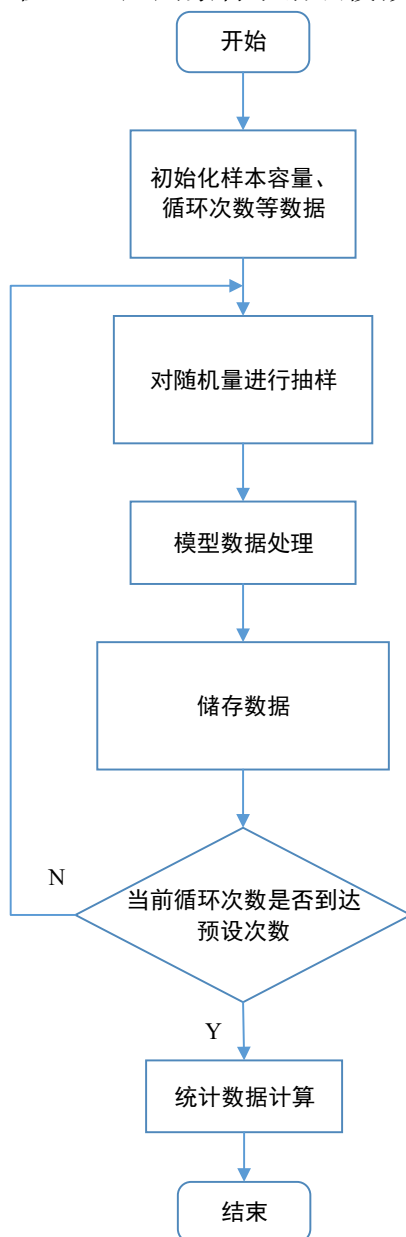 开始
初始化样本容量、
循环次数等数据
对随机量进行抽样
模型数据处理
储存数据
N
当前循环次数是否到达
预设次数
Y
统计数据计算
结束